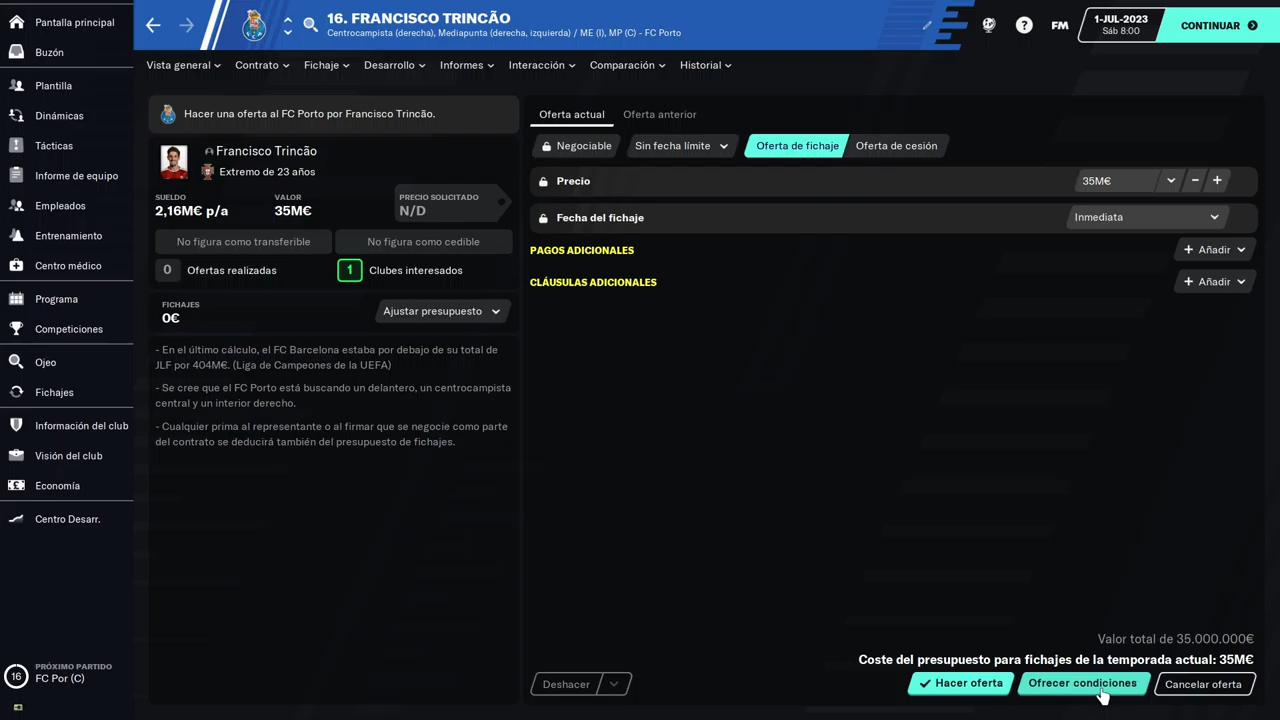 Pantalla principal
Buzón
Plantilla
Dinámicas
Tácticas
Informe de equipo
Empleados
Entrenamiento
Centro médico
Programa
Competiciones
Ojeo
Fichajes
Información del club
Visión del club
Economía
Centro Desarr.
16
PRÓXIMO PARTIDO
FC Por (C)
16. FRANCISCO TRINCÃO
Centrocampista (derecha), Mediapunta (derecha, izquierda) / ME (I), MP (C) - FC Porto
?
FM
1-JUL-2023
Sáb 8:00
CONTINUAR
Vista general
Contrato
Fichaje
Desarrollo
Informes
Interacción
Comparación
Historial
Hacer una oferta al FC Porto por Francisco Trincão.
Francisco Trincão
Extremo de 23 años
SUELDO
2,16M€ p/a
VALOR
35M€
PRECIO SOLICITADO
N/D
No figura como transferible
No figura como cedible
0 Ofertas realizadas
1 Clubes interesados
FICHAJES
0€
Ajustar presupuesto
- En el último cálculo, el FC Barcelona estaba por debajo de su total de
JLF por 404M€. (Liga de Campeones de la UEFA)
- Se cree que el FC Porto está buscando un delantero, un centrocampista
central y un interior derecho.
- Cualquier prima al representante o al firmar que se negocie como parte
del contrato se deducirá también del presupuesto de fichajes.
Oferta actual
Oferta anterior
Negociable
Sin fecha límite
Oferta de fichaje
Oferta de cesión
Precio
35M€
- +
Fecha del fichaje
Inmediata
PAGOS ADICIONALES
+ Añadir
CLÁUSULAS ADICIONALES
+ Añadir
Valor total de 35.000.000€
Coste del presupuesto para fichajes de la temporada actual: 35M€
Deshacer
Hacer oferta
Ofrecer condiciones
Cancelar oferta